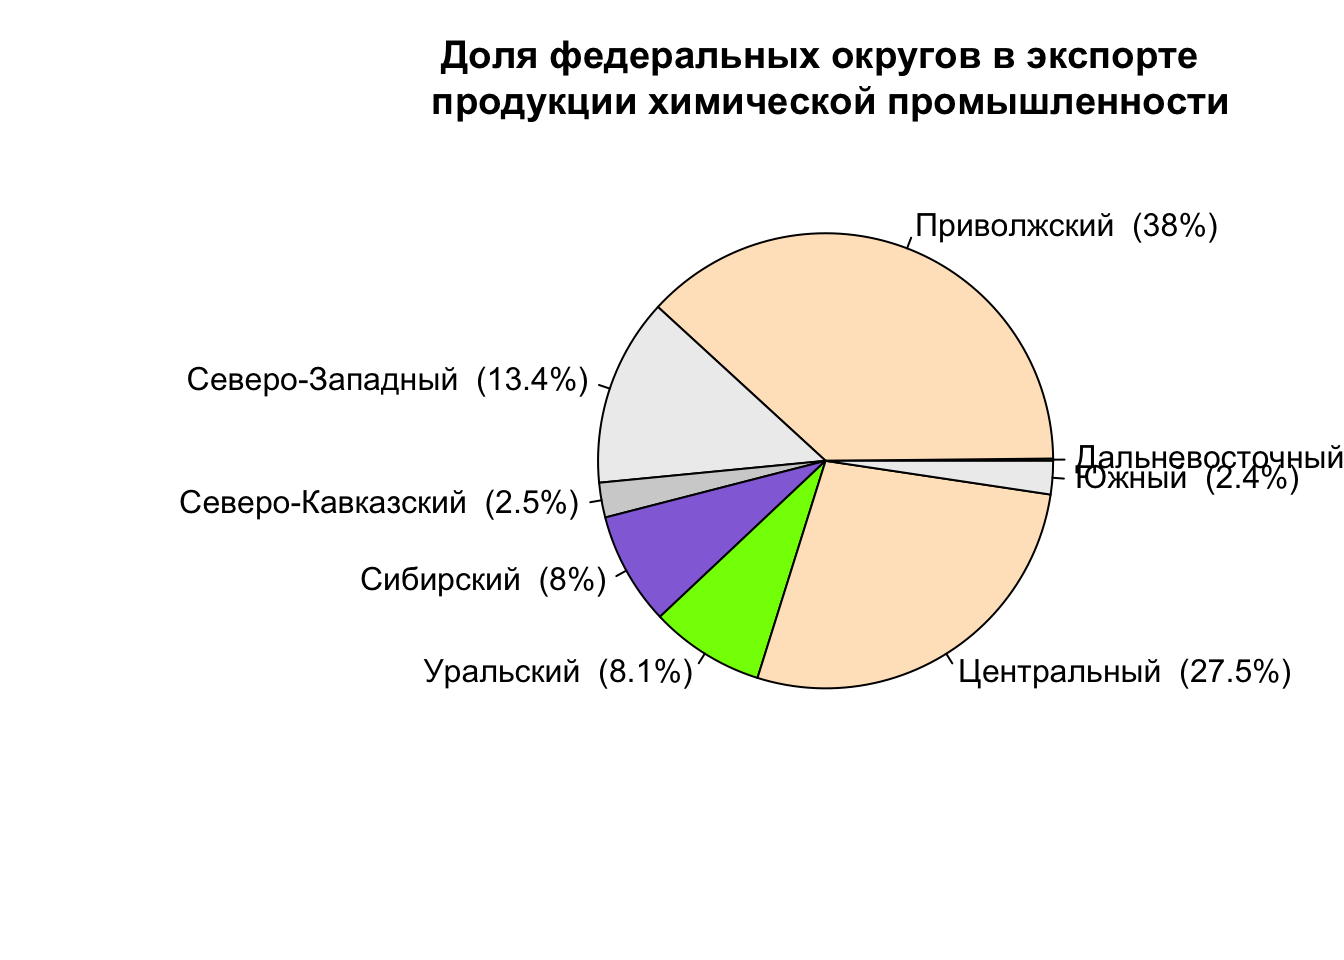 Доля федеральных округов в экспорте
продукции химической промышленности
Приволжский (38%)
Северо-Западный (13.4%)
Дальневосточный
Южный (2.4%)
Северо-Кавказский (2.5%)
Сибирский (8%)
Уральский (8.1%)
Центральный (27.5%)